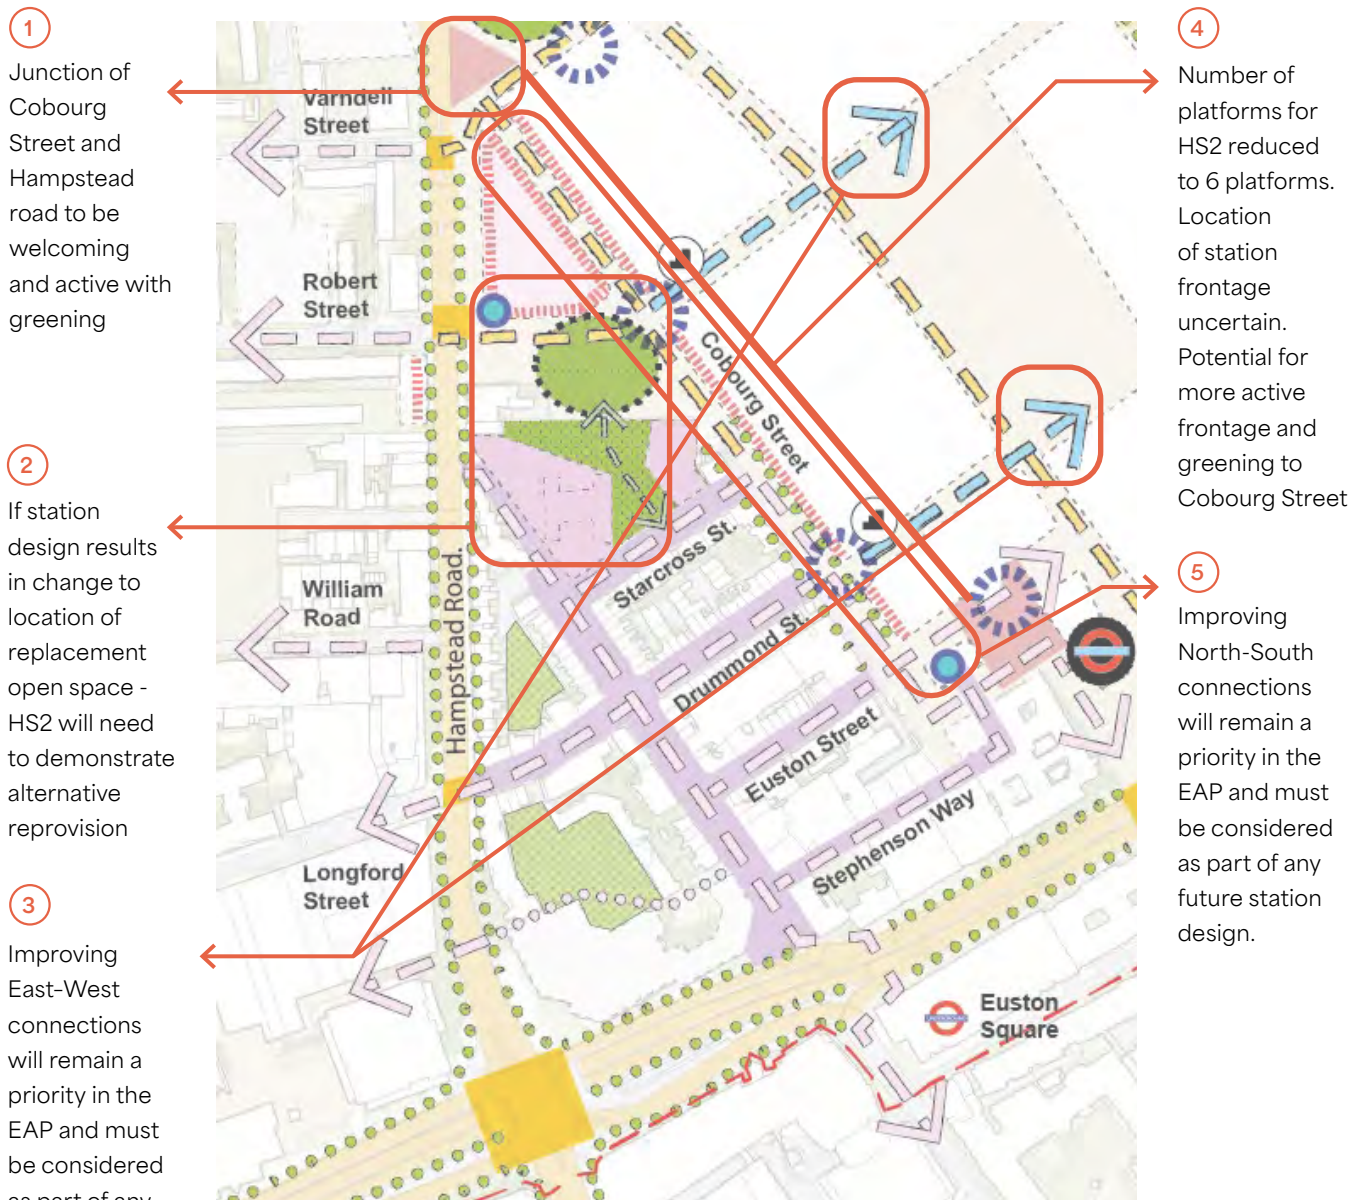 1
Junction of
Cobourg
Street and
Hampstead
road to be
welcoming
and active with
greening
2
If station
design results
in change to
location of
replacement
open space -
HS2 will need
to demonstrate
alternative
reprovision
3
Improving
East-West
connections
will remain a
priority in the
EAP and must
be considered
as part of any
Varndell
Street
Robert
Street
William
Road
Longford
Street
Hampstead Road.
Cobourg Street
Starcross St.
Drummond St.
Euston Street
Stephenson Way
Euston
Square
4
Number of
platforms for
HS2 reduced
to 6 platforms.
Location
of station
frontage
uncertain.
Potential for
more active
frontage and
greening to
Cobourg Street
5
Improving
North-South
connections
will remain a
priority in the
EAP and must
be considered
as part of any
future station
design.